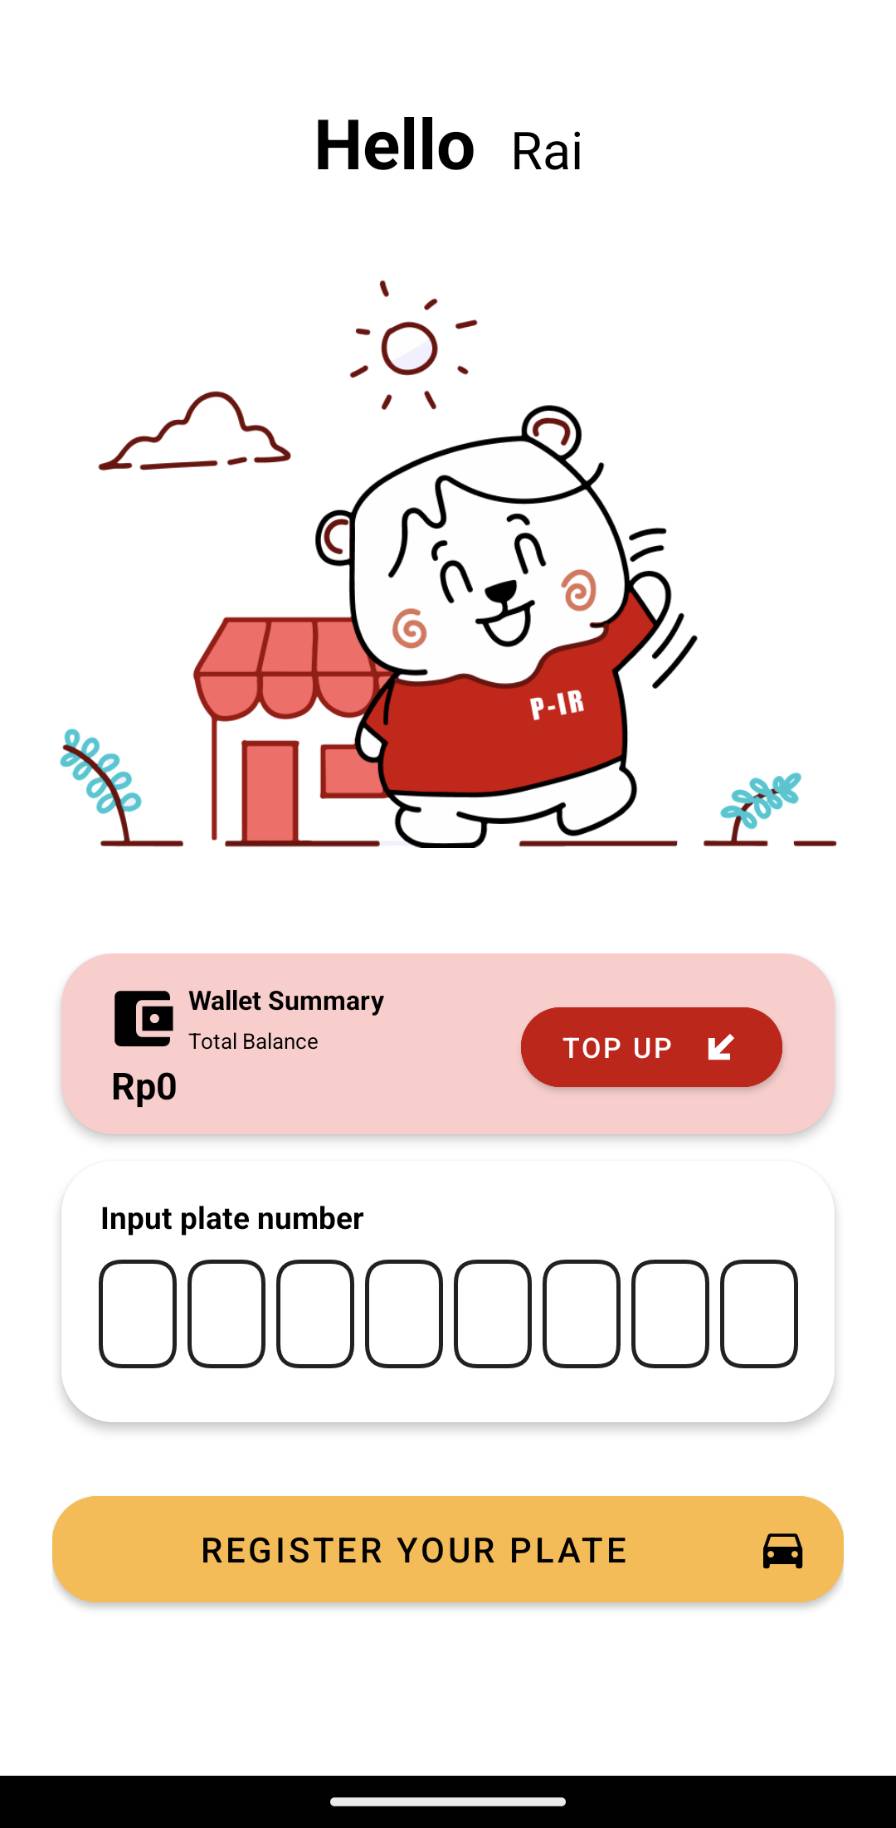 Hello Rai
P-IR
Wallet Summary
Total Balance
Rp0
TOP UP
Input plate number
REGISTER YOUR PLATE